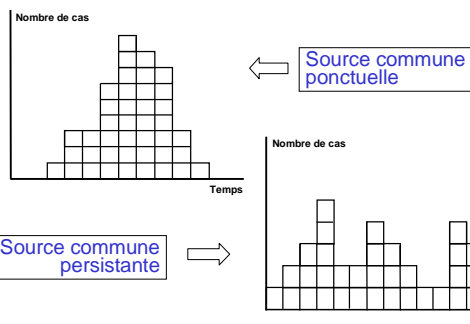 Nombre de cas
Source commune
ponctuelle
Temps
Nombre de cas
Source commune
persistante